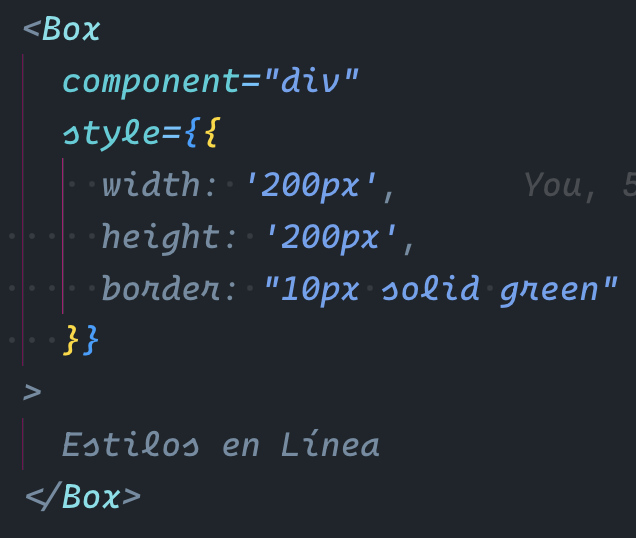 <Box
component="div"
style={{
width: '200px', You, 5
height: '200px',
border: "10px solid green"
}}
>
Estilos en Línea
</Box>